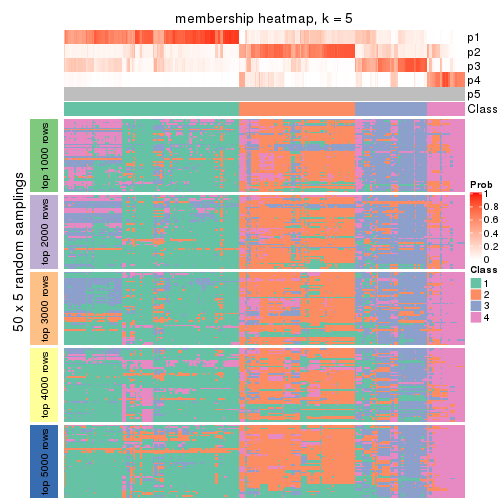 membership heatmap, k = 5
p1
p2
p3
p4
p5
Class
50 x 5 random samplings
top 1000 rows
top 2000 rows
top 3000 rows
top 4000 rows
top 5000 rows
Prob
1
0.8
0.6
0.4
0.2
0
Class
1
2
3
4